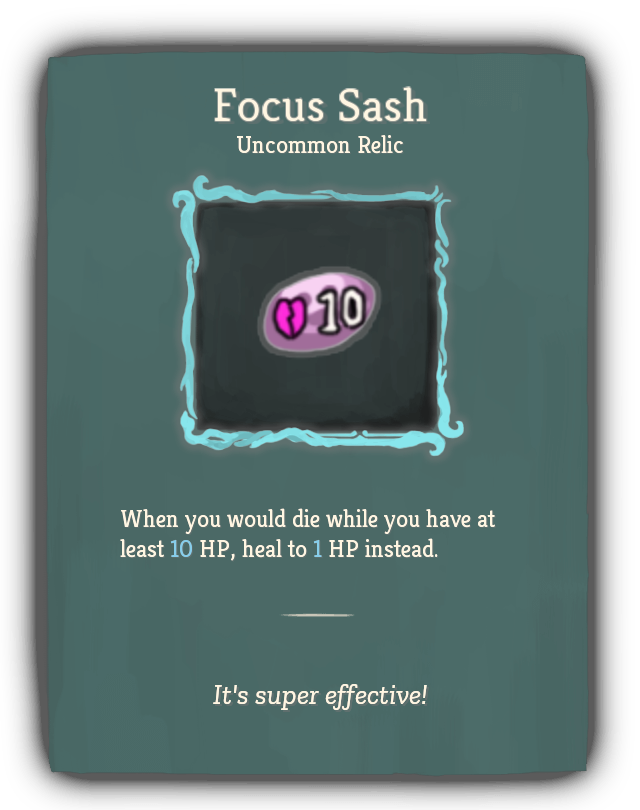 Focus Sash
Uncommon Relic
10
When you would die while you have at
least 10 HP, heal to 1 HP instead.
It's super effective!